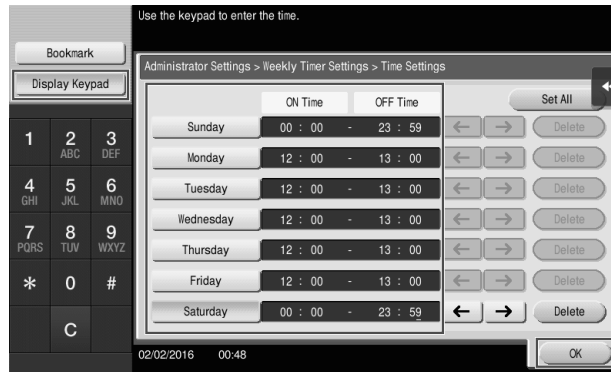 Use the keypad to enter the time.
Bookmark
Display Keypad
Administrator Settings > Weekly Timer Settings > Time Settings
ON Time OFF Time Set All
Sunday 00 : 00 - 23 : 59 ← → Delete
Monday 12 : 00 - 13 : 00 ← → Delete
Tuesday 12 : 00 - 13 : 00 ← → Delete
Wednesday 12 : 00 - 13 : 00 ← → Delete
Thursday 12 : 00 - 13 : 00 ← → Delete
Friday 12 : 00 - 13 : 00 ← → Delete
Saturday 00 : 00 - 23 : 59 ← → Delete
1 2 3
ABC DEF
4 5 6
GHI JKL MNO
7 8 9
PQRS TUV WXYZ
* 0 #
C
02/02/2016 00:48
OK